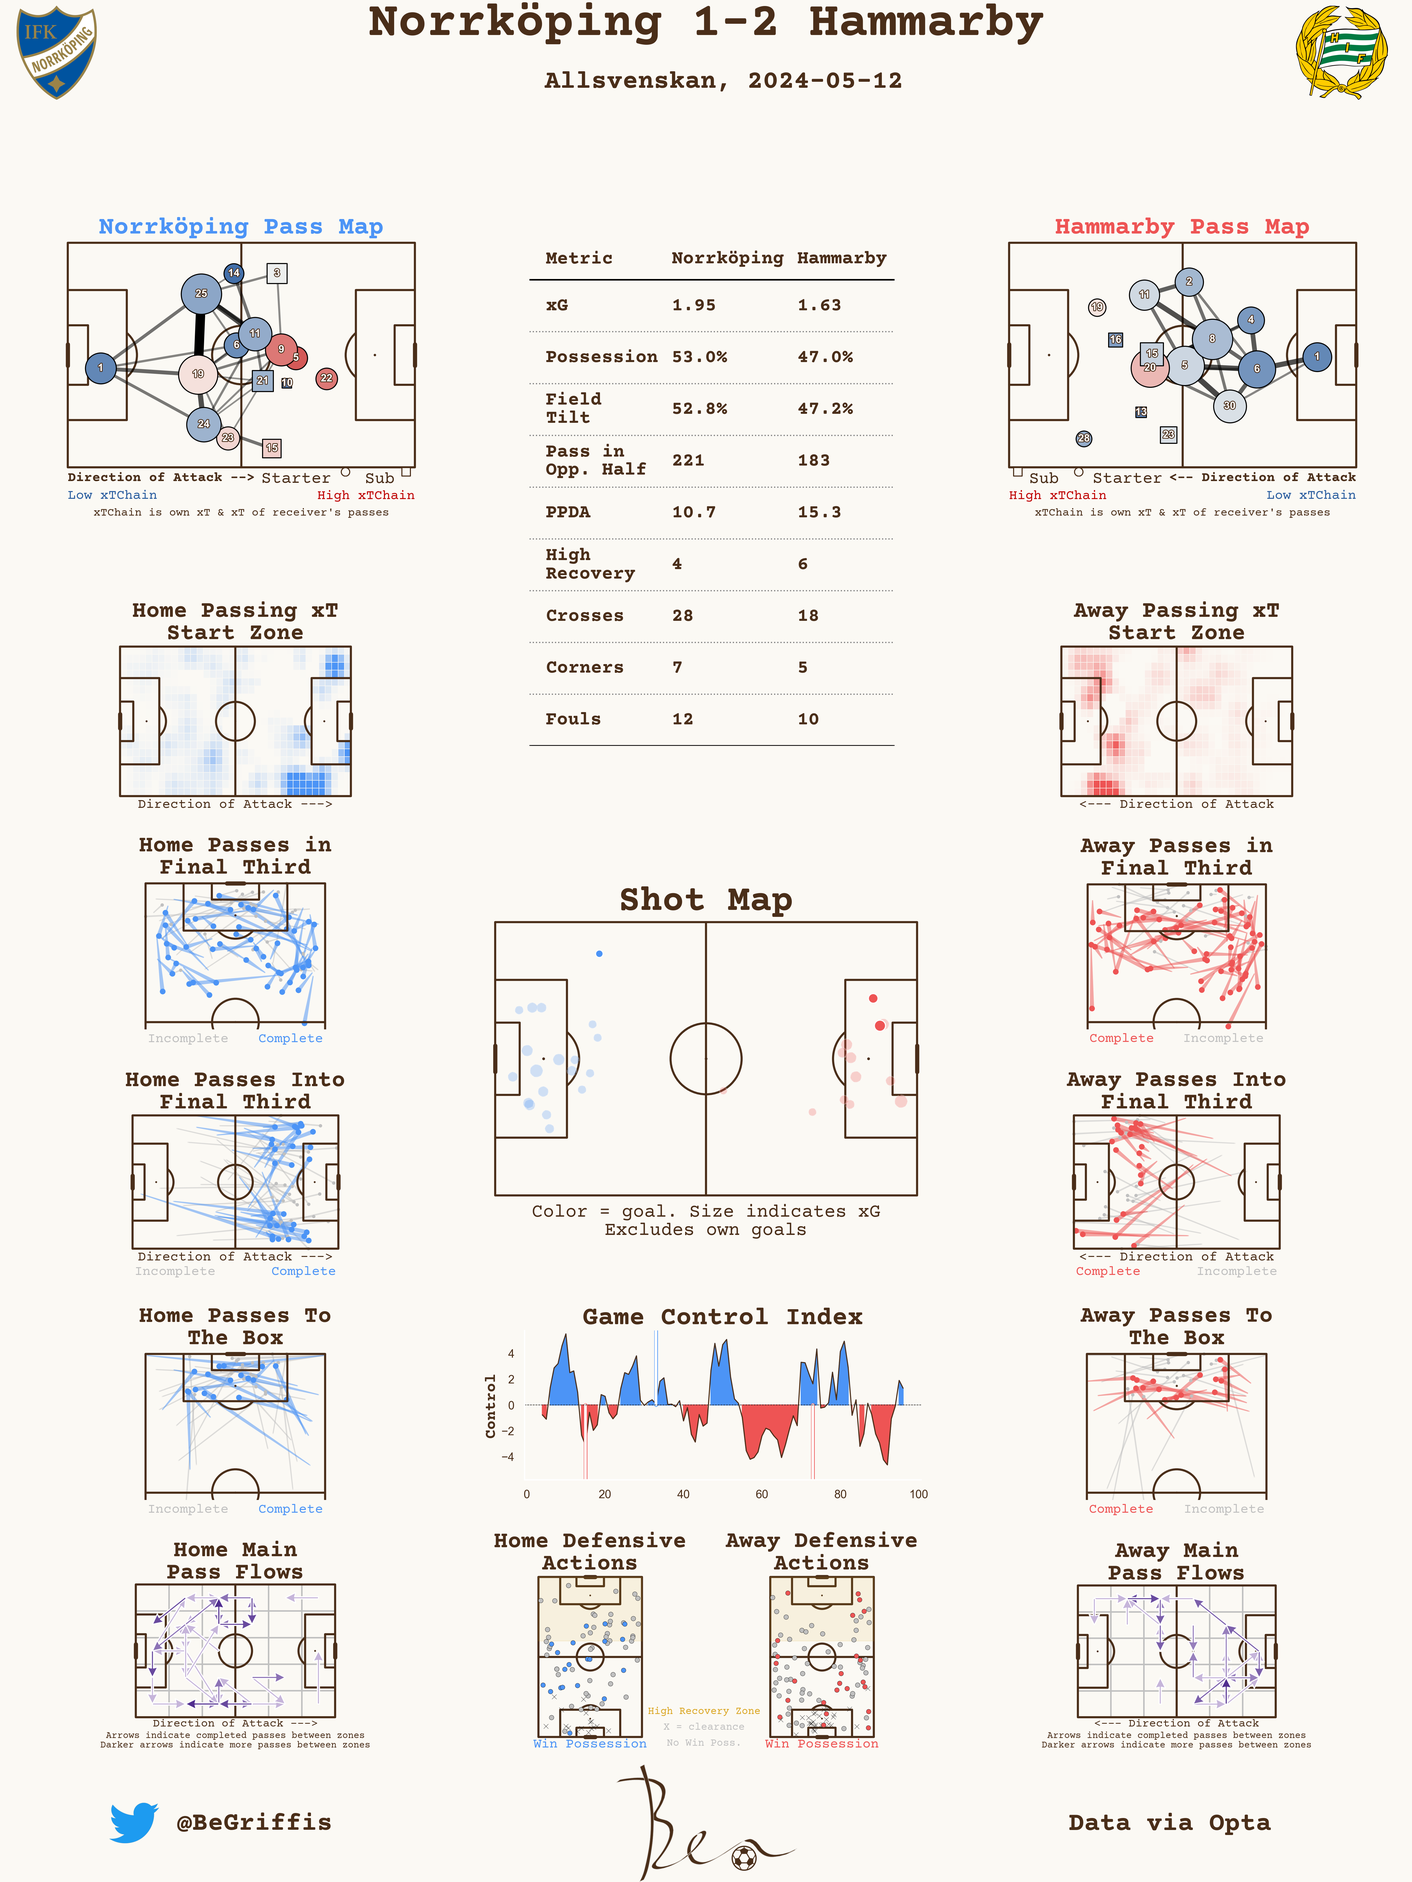 Norrköping 1-2 Hammarby
Allsvenskan, 2024-05-12
IFK
NORRKÖPING
H I F
Norrköping Pass Map
14
3
25
11
6
9
5
1
19
21
10
22
24
23
15
Direction of Attack --> Starter Sub
Low xTChain High xTChain
xTChain is own xT & xT of receiver's passes
Metric Norrköping Hammarby
xG 1.95 1.63
Possession 53.0% 47.0%
Field
Tilt 52.8% 47.2%
Pass in
Opp. Half 221 183
PPDA 10.7 15.3
High
Recovery 4 6
Crosses 28 18
Corners 7 5
Fouls 12 10
Hammarby Pass Map
2
11
19
4
16
8
15
1
20
5
6
30
13
28
23
Sub Starter <-- Direction of Attack
High xTChain Low xTChain
xTChain is own xT & xT of receiver's passes
Home Passing xT
Start Zone
Direction of Attack --->
Away Passing xT
Start Zone
<--- Direction of Attack
Home Passes in
Final Third
Incomplete Complete
Away Passes in
Final Third
Complete Incomplete
Shot Map
Color = goal. Size indicates xG
Excludes own goals
Home Passes Into
Final Third
Direction of Attack --->
Incomplete Complete
Away Passes Into
Final Third
<--- Direction of Attack
Complete Incomplete
Home Passes To
The Box
Incomplete Complete
Game Control Index
Control
4
2
0
−2
−4
0 20 40 60 80 100
Away Passes To
The Box
Complete Incomplete
Home Main
Pass Flows
Direction of Attack --->
Arrows indicate completed passes between zones
Darker arrows indicate more passes between zones
Home Defensive
Actions
Win Possession
High Recovery Zone
X = clearance
No Win Poss.
Away Defensive
Actions
Win Possession
Away Main
Pass Flows
<--- Direction of Attack
Arrows indicate completed passes between zones
Darker arrows indicate more passes between zones
@BeGriffis
Ben
Data via Opta